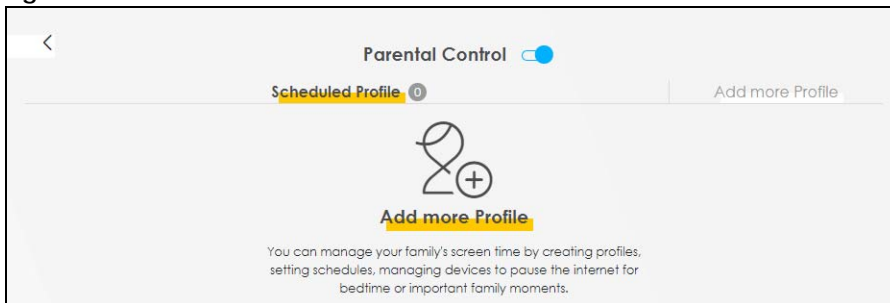 Parental Control
Scheduled Profile 0
Add more Profile
Add more Profile
You can manage your family's screen time by creating profiles,
setting schedules, managing devices to pause the internet for
bedtime or important family moments.